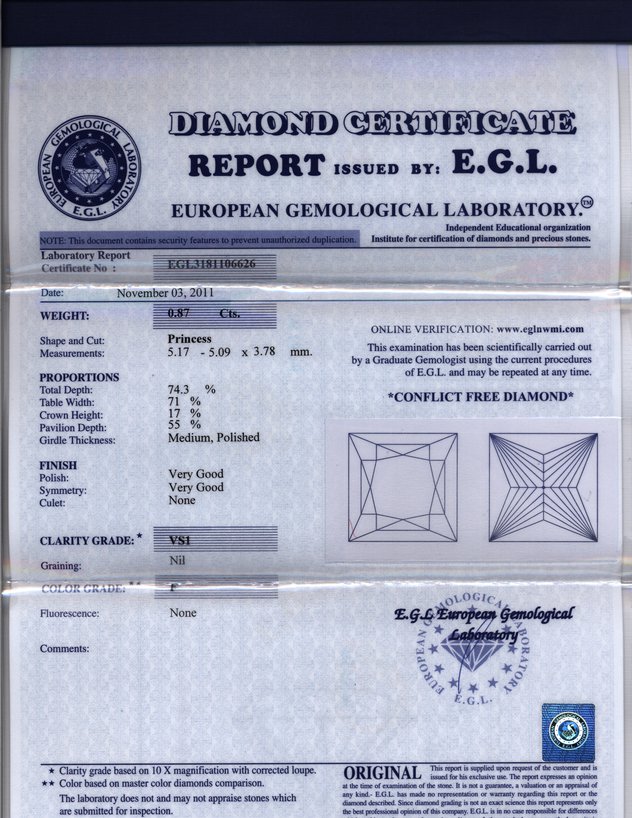 DIAMOND CERTIFICATE
REPORT ISSUED BY: E.G.L.
EUROPEAN GEMOLOGICAL LABORATORY.™
EUROPEAN GEMOLOGICAL LABORATORY
E.G.L.
Independent Educational organization
Institute for certification of diamonds and precious stones.
NOTE: This document contains security features to prevent unauthorized duplication.
Laboratory Report
Certificate No : EGL3181106626
Date: November 03, 2011
WEIGHT: 0.87 Cts.
Shape and Cut: Princess
Measurements: 5.17 - 5.09 x 3.78 mm.
PROPORTIONS
Total Depth: 74.3 %
Table Width: 71 %
Crown Height: 17 %
Pavilion Depth: 55 %
Girdle Thickness: Medium, Polished
FINISH
Polish: Very Good
Symmetry: Very Good
Culet: None
CLARITY GRADE: ★ VS1
Graining: Nil
COLOR GRADE: ★★
Fluorescence: None
Comments:
ONLINE VERIFICATION: www.eglnwmi.com
This examination has been scientifically carried out
by a Graduate Gemologist using the current procedures
of E.G.L. and may be repeated at any time.
*CONFLICT FREE DIAMOND*
E.G.L European Gemological
Laboratory
EUROPEAN GEMOLOGICAL LABORATORY
E.G.L.
★ Clarity grade based on 10 X magnification with corrected loupe.
★★ Color based on master color diamonds comparison.
The laboratory does not and may not appraise stones which
are submitted for inspection.
ORIGINAL This report is supplied upon request of the customer and is
issued for his exclusive use. The report expresses an opinion
at the time of examination of the stone. It is not a guarantee, a valuation or an appraisal of
any kind.- E.G.L. has made no representation or warranty regarding this report or the
diamond described. Since diamond grading is not an exact science this report represents only
the best professional opinion of this company. E.G.L. is in no case responsible for differences